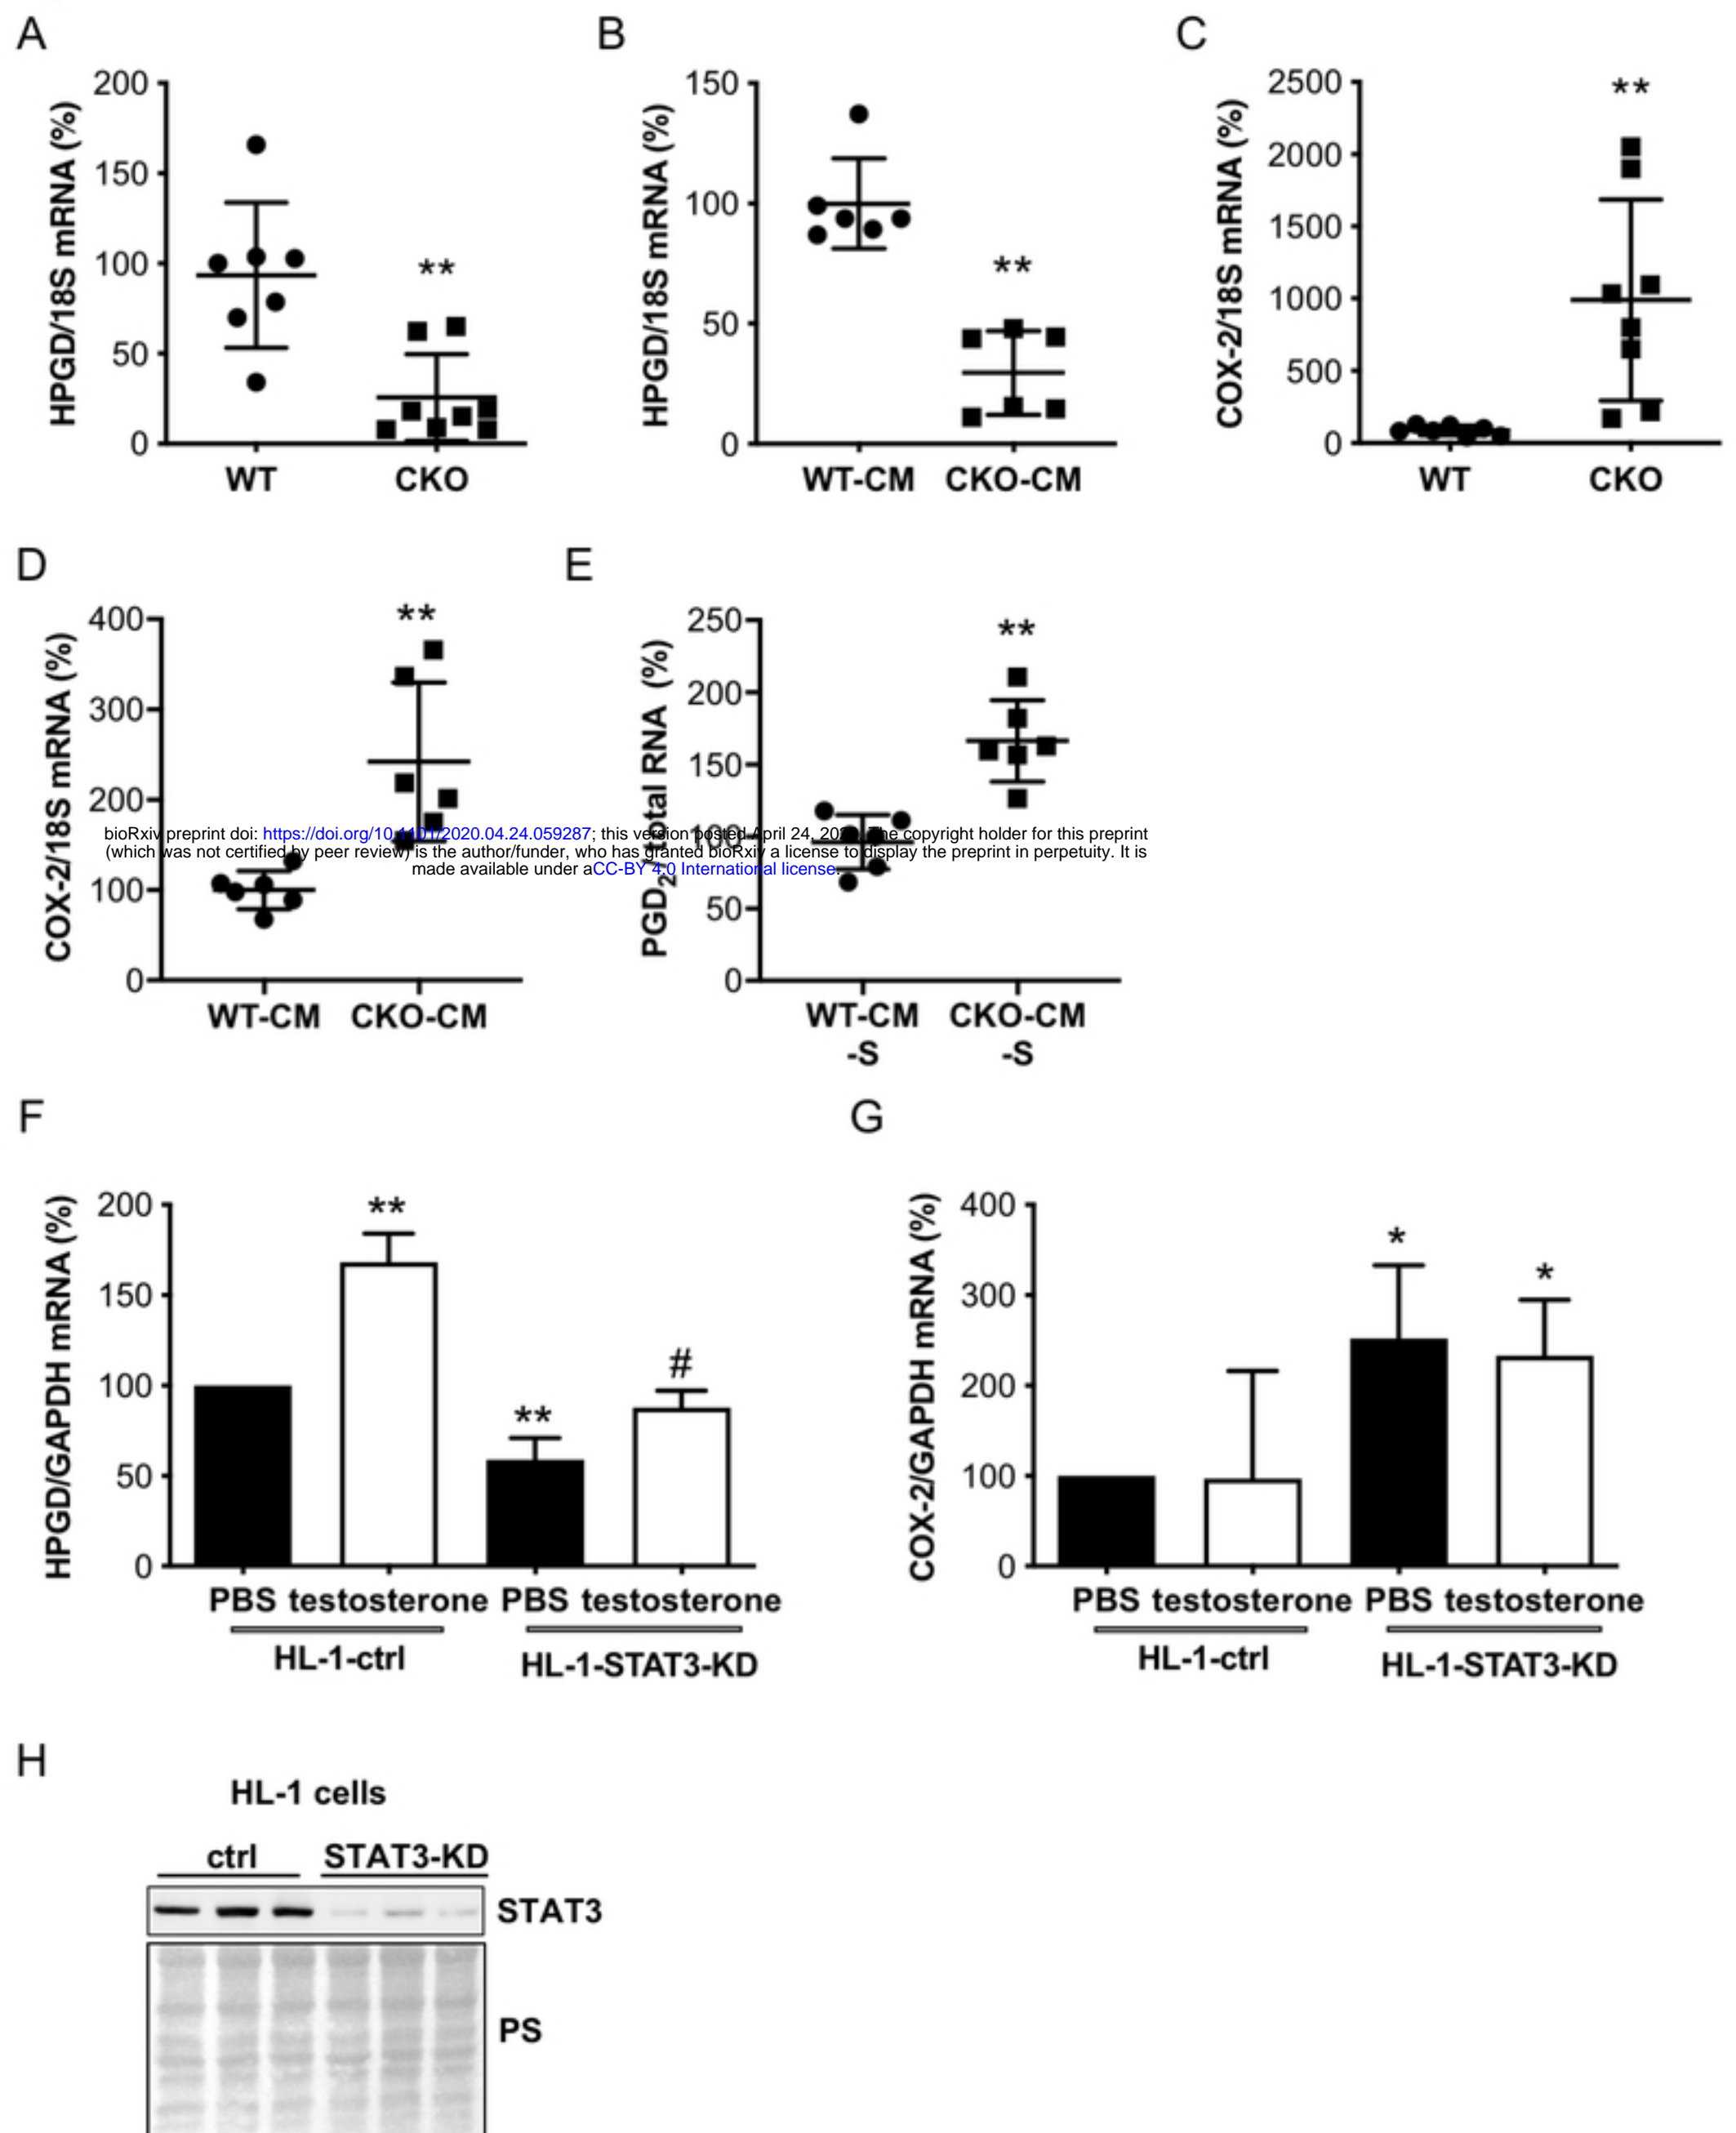 A
B
C
HPGD/18S mRNA (%)
200
150
100
50
0
**
WT
CKO
HPGD/18S mRNA (%)
150
100
50
0
**
WT-CM
CKO-CM
COX-2/18S mRNA (%)
2500
2000
1500
1000
500
0
**
WT
CKO
D
E
COX-2/18S mRNA (%)
400
300
200
100
0
**
WT-CM
CKO-CM
PGD2/total RNA (%)
250
200
150
100
50
0
**
WT-CM
-S
CKO-CM
-S
bioRxiv preprint doi: https://doi.org/10.1101/2020.04.24.059287; this version posted April 24, 2020. The copyright holder for this preprint
(which was not certified by peer review) is the author/funder, who has granted bioRxiv a license to display the preprint in perpetuity. It is
made available under aCC-BY 4.0 International license.
F
G
HPGD/GAPDH mRNA (%)
200
150
100
50
0
**
**
#
PBS testosterone PBS testosterone
HL-1-ctrl
HL-1-STAT3-KD
COX-2/GAPDH mRNA (%)
400
300
200
100
0
*
*
PBS testosterone PBS testosterone
HL-1-ctrl
HL-1-STAT3-KD
H
HL-1 cells
ctrl
STAT3-KD
STAT3
PS